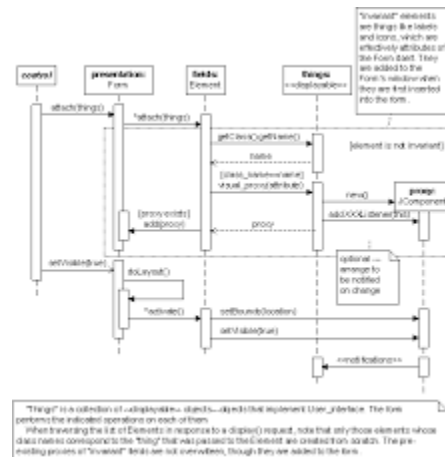 "Invariant" elements
are things like labels
and icons, which are
effectively attributes of
the Form itself. They
are added to the
Form's window when
they are first inserted
into the form.
control
presentation:
Form
fields:
Element
things:
<<displayable>>
attach(things)
*attach(things)
getClass().getName()
[element is not invariant]
name
[class_name==name]
visual_proxy(attribute)
new()
proxy:
JComponent
[proxy exists]
add(proxy)
proxy
addXXXListener(this)
setVisible(true)
doLayout()
optional —
arrange to
be notified
on change
*activate()
setBounds(location)
setVisible(true)
<<notifications>>
"Things" is a collection of <<displayable>> objects—objects that implement User_interface. The form
performs the indicated operations on each of them.
When traversing the list of Elements in response to a display() request, note that only those elements whose
class names correspond to the "thing" that was passed to the Element are created from scratch. The pre-
existing proxies of "invariant" fields are not overwritten, though they are added to the form.